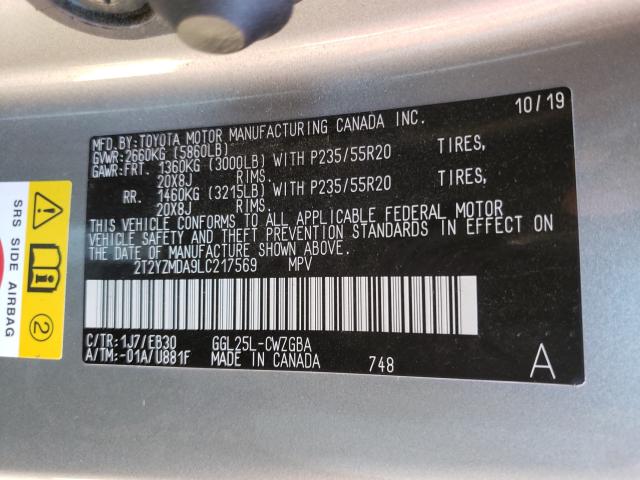 10/19
MFD.BY:TOYOTA MOTOR MANUFACTURING CANADA INC.
GVWR:2660KG (5860LB)
GAWR:FRT. 1360KG (3000LB) WITH P235/55R20 TIRES,
20X8J RIMS.
RR. 1460KG (3215LB) WITH P235/55R20 TIRES,
20X8J RIMS.
THIS VEHICLE CONFORMS TO ALL APPLICABLE FEDERAL MOTOR
VEHICLE SAFETY AND THEFT PREVENTION STANDARDS IN EFFECT ON
THE DATE OF MANUFACTURE SHOWN ABOVE.
2T2YZMDA9LC217569 MPV
C/TR:1J7/EB30 GGL25L-CWZGBA
A/TM:-01A/U881F MADE IN CANADA 748 A
SRS SIDE AIRBAG
2